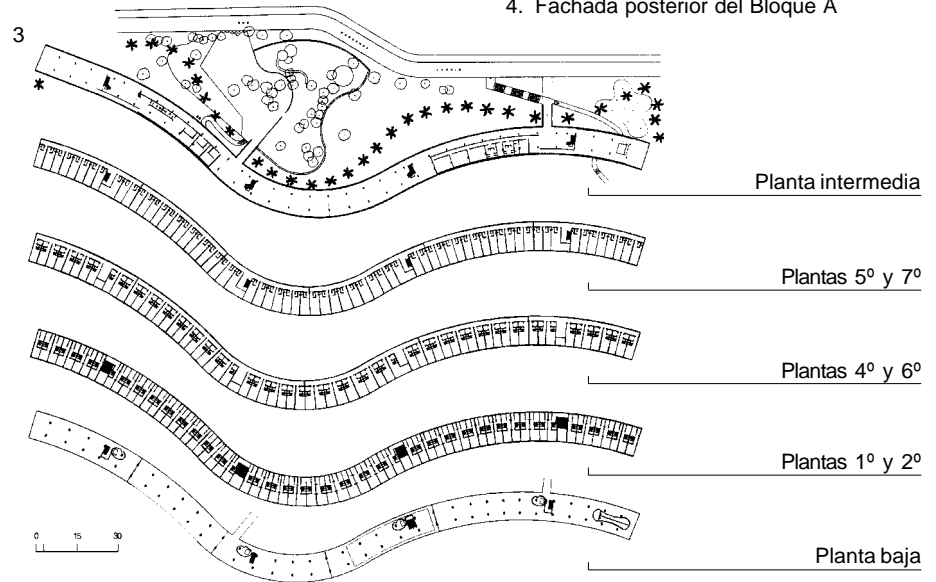 4. Fachada posterior del Bloque A
3
Planta intermedia
Plantas 5º y 7º
Plantas 4º y 6º
Plantas 1º y 2º
Planta baja
0 15 30